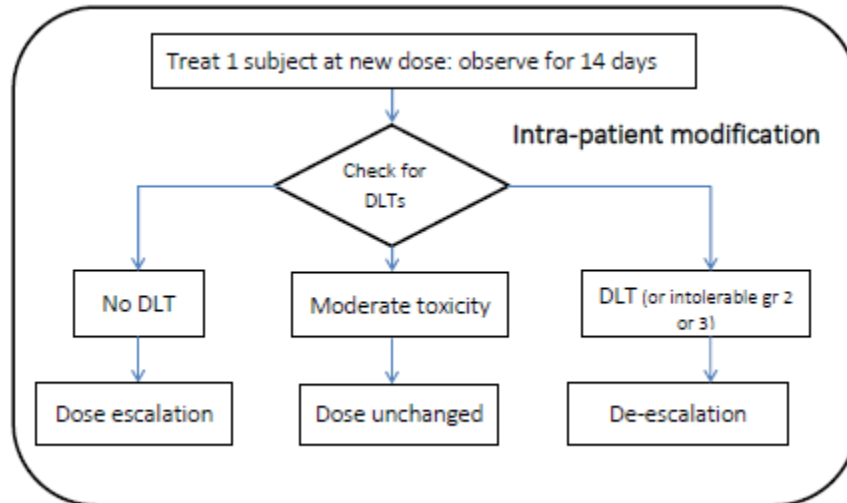 Treat 1 subject at new dose: observe for 14 days
Intra-patient modification
Check for
DLTs
No DLT
Moderate toxicity
DLT (or intolerable gr 2
or 3)
Dose escalation
Dose unchanged
De-escalation